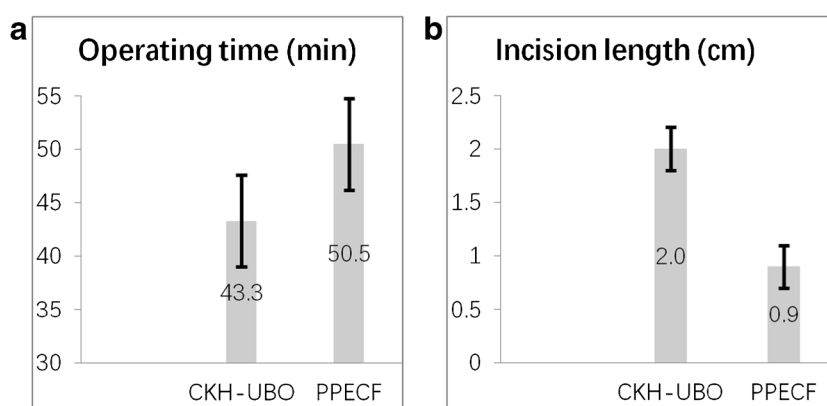 a
Operating time (min)
55
50
45
40
35
30
43.3
50.5
CKH-UBO PPECF
b
Incision length (cm)
2.5
2
1.5
1
0.5
0
2.0
0.9
CKH-UBO PPECF